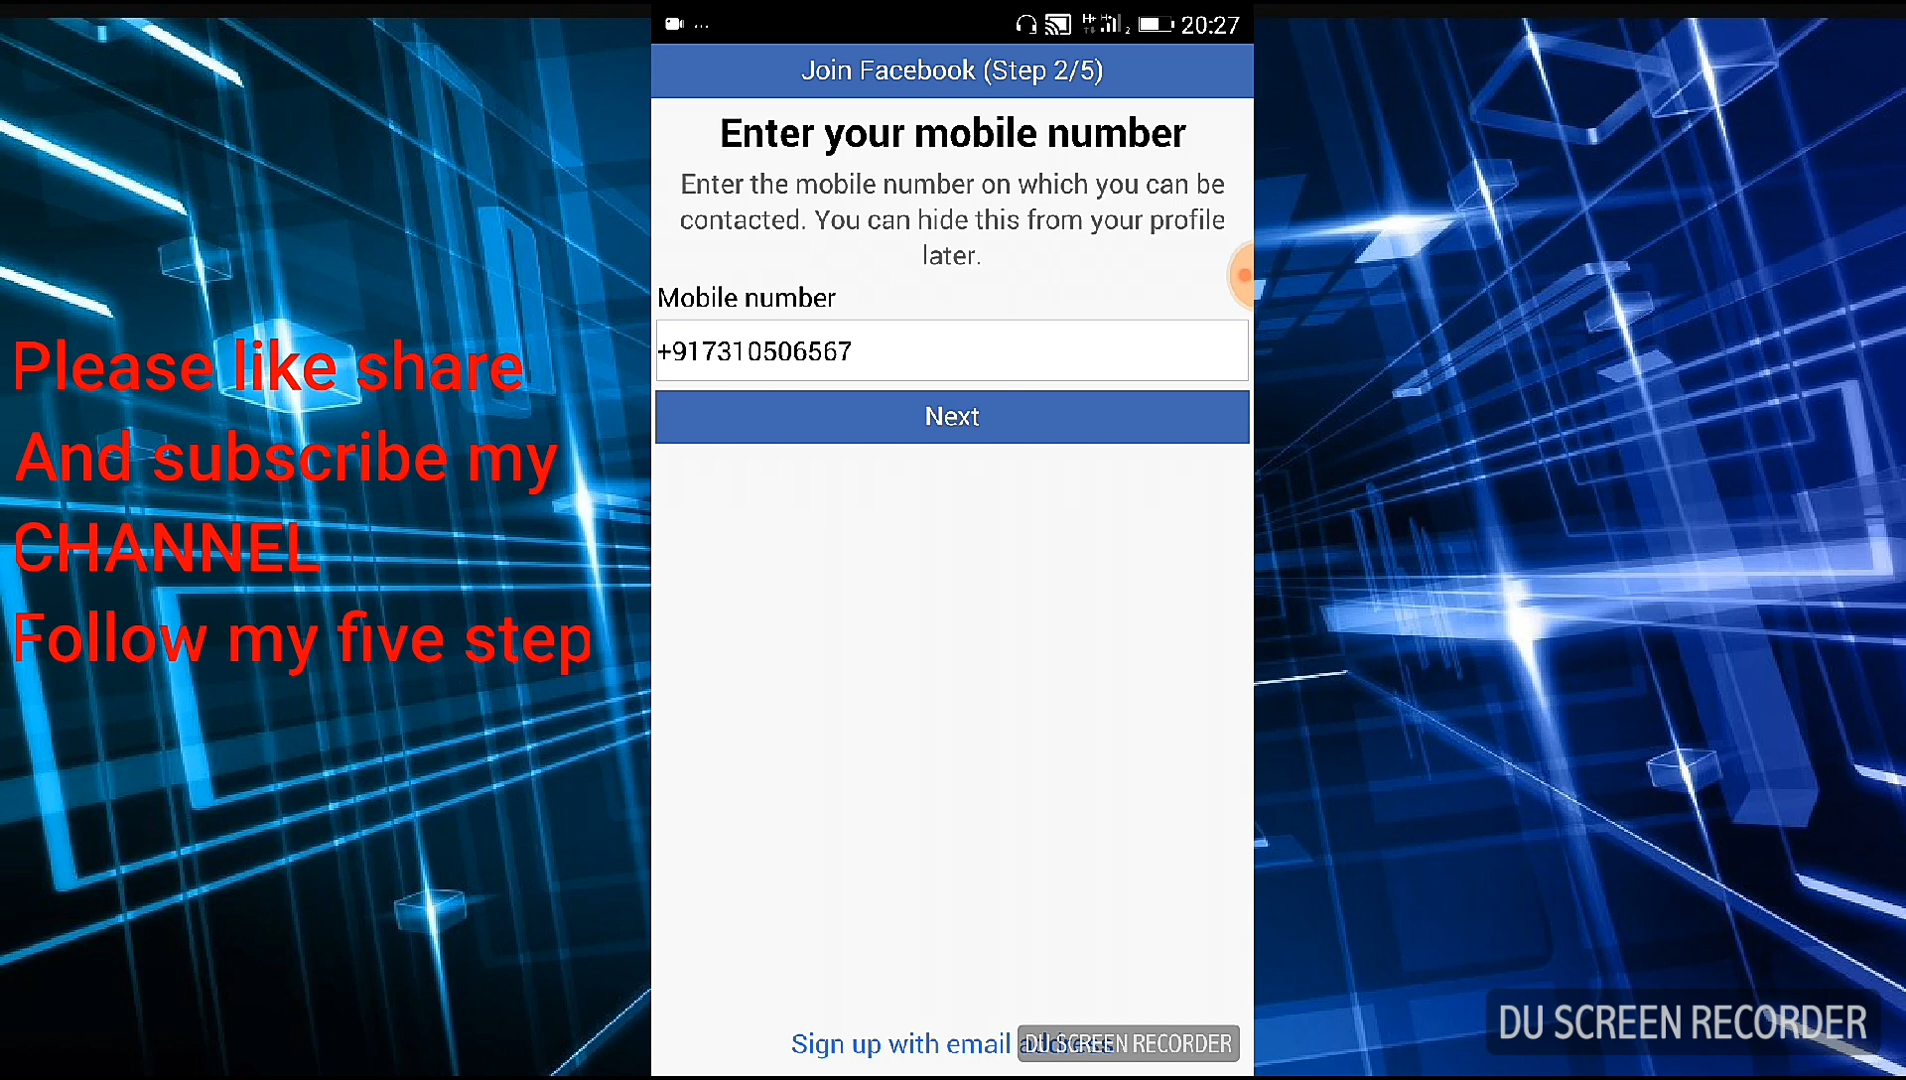 ... 20:27
Join Facebook (Step 2/5)
Enter your mobile number
Enter the mobile number on which you can be
contacted. You can hide this from your profile
later.
Mobile number
+917310506567
Next
Please like share
And subscribe my
CHANNEL
Follow my five step
Sign up with email
DU SCREEN RECORDER
DU SCREEN RECORDER